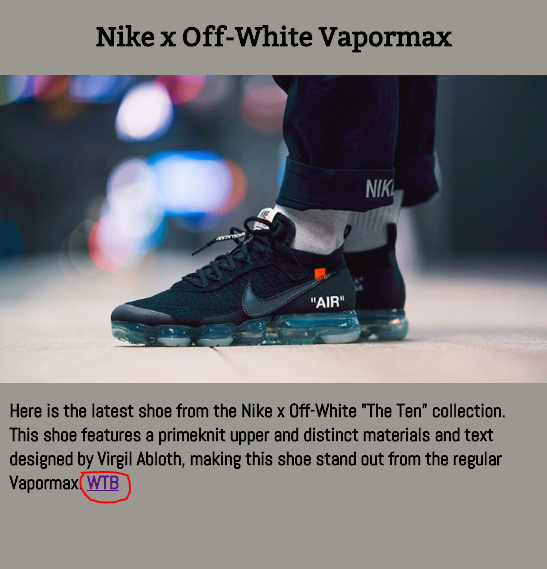 Nike x Off-White Vapormax
NIK
"AIR"
Here is the latest shoe from the Nike x Off-White "The Ten" collection.
This shoe features a primeknit upper and distinct materials and text
designed by Virgil Abloth, making this shoe stand out from the regular
Vapormax. WTB